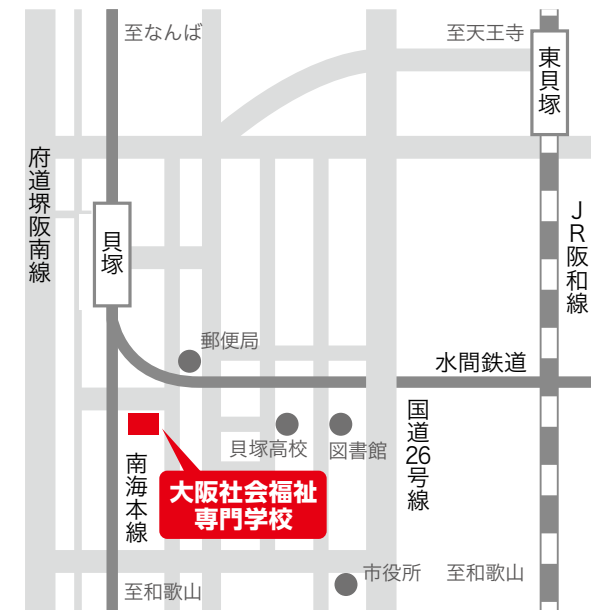 至なんば
至天王寺
東貝塚
府道堺阪南線
JR阪和線
貝塚
郵便局
水間鉄道
国道26号線
貝塚高校
図書館
南海本線
大阪社会福祉
専門学校
市役所
至和歌山
至和歌山